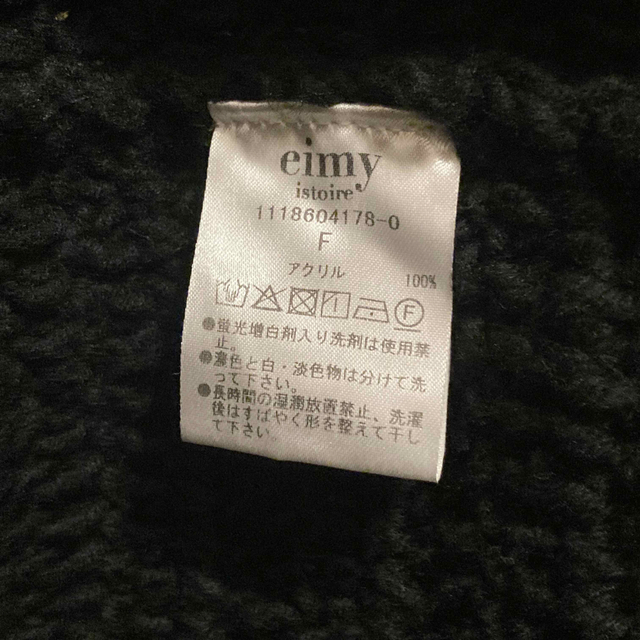 eimy
istoire
1118604178-0
F
アクリル 100%
F
●蛍光増白剤入り洗剤は使用禁
止。
●濃色と白・淡色物は分けて洗
って下さい。
●長時間の湿潤放置禁止、洗濯
後はすばやく形を整えて干し
て下さい。